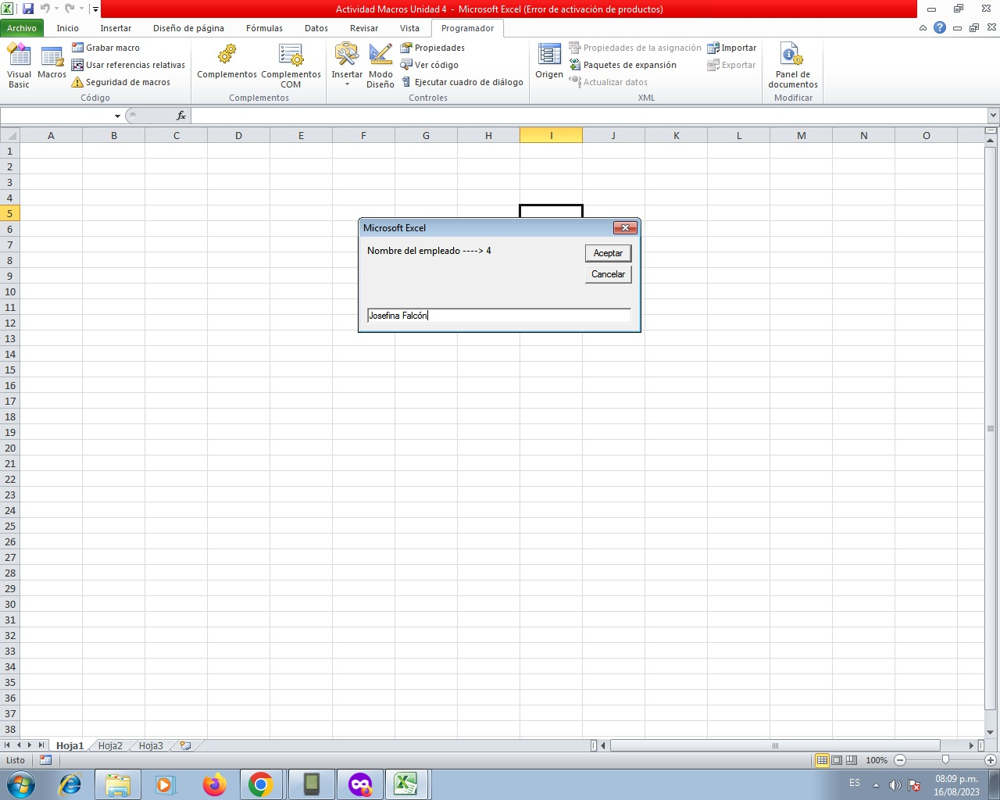 Actividad Macros Unidad 4 - Microsoft Excel (Error de activación de productos)
Archivo Inicio Insertar Diseño de página Fórmulas Datos Revisar Vista Programador
Visual Basic
Macros
Grabar macro
Usar referencias relativas
Seguridad de macros
Código
Complementos
Complementos COM
Complementos
Insertar
Modo Diseño
Propiedades
Ver código
Ejecutar cuadro de diálogo
Controles
Origen
Propiedades de la asignación
Paquetes de expansión
Actualizar datos
Importar
Exportar
XML
Panel de documentos
Modificar
fx
A B C D E F G H I J K L M N O
1
2
3
4
5
6
7
8
9
10
11
12
13
14
15
16
17
18
19
20
21
22
23
24
25
26
27
28
29
30
31
32
33
34
35
36
37
38
Microsoft Excel
Nombre del empleado ----> 4
Aceptar
Cancelar
Josefina Falcón
Hoja1 Hoja2 Hoja3
Listo
100%
ES
08:09 p.m.
16/08/2023